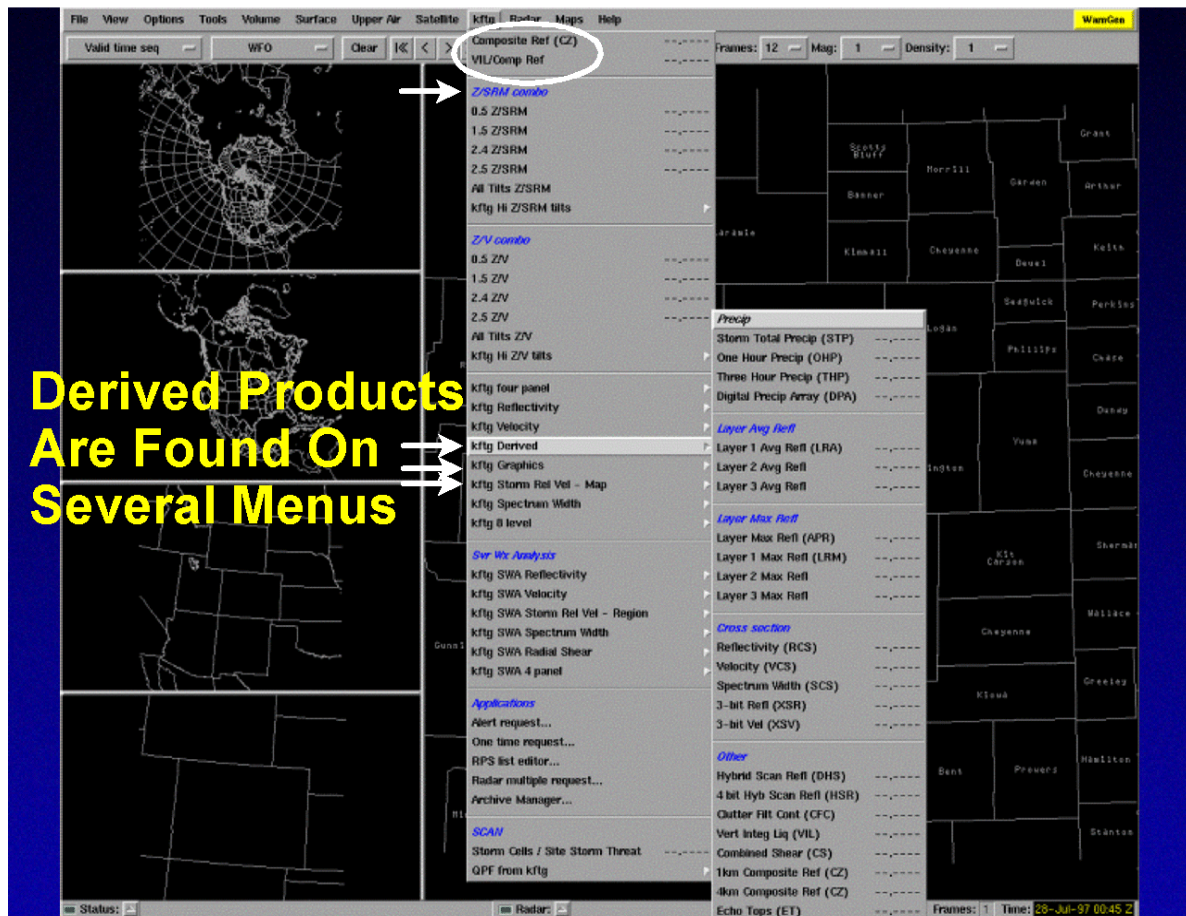 File View Options Tools Volume Surface Upper Air Satellite kftg Radar Maps Help WarnGen
Valid time seq WFO Clear |< < > Frames: 12 Mag: 1 Density: 1
Composite Ref (CZ) --.----
VIL/Comp Ref --.----
Z/SRM combo
0.5 Z/SRM --.----
1.5 Z/SRM --.----
2.4 Z/SRM --.----
2.5 Z/SRM --.----
All Tilts Z/SRM
kftg Hi Z/SRM tilts
Z/V combo
0.5 Z/V --.----
1.5 Z/V --.----
2.4 Z/V --.----
2.5 Z/V --.----
All Tilts Z/V
kftg Hi Z/V tilts
kftg four panel
kftg Reflectivity
kftg Velocity
kftg Derived
kftg Graphics
kftg Storm Rel Vel - Map
kftg Spectrum Width
kftg 8 level
Svr Wx Analysis
kftg SWA Reflectivity
kftg SWA Velocity
kftg SWA Storm Rel Vel - Region
kftg SWA Spectrum Width
kftg SWA Radial Shear
kftg SWA 4 panel
Applications
Alert request...
One time request...
RPS list editor...
Radar multiple request...
Archive Manager...
SCAN
Storm Cells / Site Storm Threat --.----
QPF from kftg
Derived Products
Are Found On
Several Menus
Precip
Storm Total Precip (STP) --.----
One Hour Precip (OHP) --.----
Three Hour Precip (THP) --.----
Digital Precip Array (DPA) --.----
Layer Avg Refl
Layer 1 Avg Refl (LRA) --.----
Layer 2 Avg Refl --.----
Layer 3 Avg Refl --.----
Layer Max Refl
Layer Max Refl (APR) --.----
Layer 1 Max Refl (LRM) --.----
Layer 2 Max Refl --.----
Layer 3 Max Refl --.----
Cross section
Reflectivity (RCS) --.----
Velocity (VCS) --.----
Spectrum Width (SCS) --.----
3-bit Refl (XSR) --.----
3-bit Vel (XSV) --.----
Other
Hybrid Scan Refl (DHS) --.----
4 bit Hyb Scan Refl (HSR) --.----
Clutter Filt Cont (CFC) --.----
Vert Integ Liq (VIL) --.----
Combined Shear (CS) --.----
1km Composite Ref (CZ) --.----
4km Composite Ref (CZ) --.----
Echo Tops (ET) --.----
Grant
Scotts
Bluff
Morrill
Garden
Arthur
Banner
Laramie
Kimball
Cheyenne
Keith
Deuel
Sedgwick
Perkins
Logan
Phillips
Chase
Dundy
Yuma
Cheyenne
Kit
Carson
Sherman
Wallace
Cheyenne
Greeley
Kiowa
Hamilton
Bent
Prowers
Stanton
Status: Radar: Frames: 1 Time: 28-Jul-97 00:45 Z